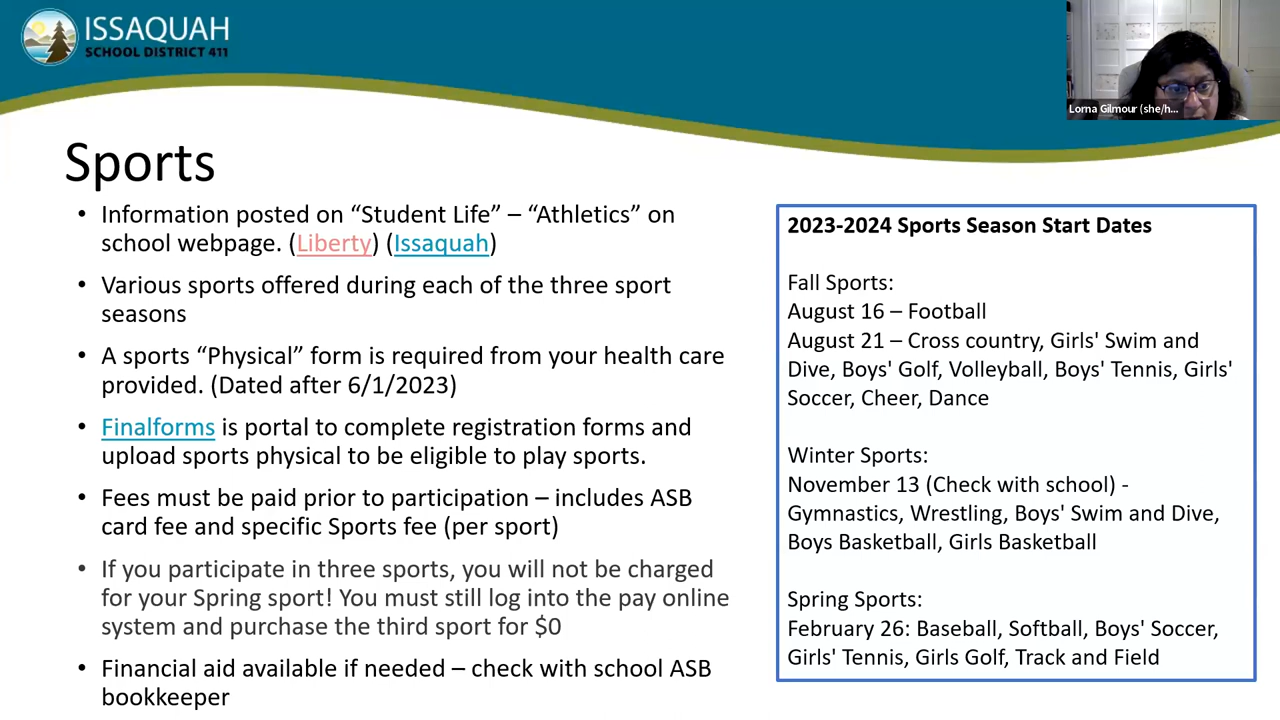 ISSAQUAH
SCHOOL DISTRICT 411
Lorna Gilmour (she/h...
Sports
• Information posted on “Student Life” – “Athletics” on
school webpage. (Liberty) (Issaquah)
• Various sports offered during each of the three sport
seasons
• A sports “Physical” form is required from your health care
provided. (Dated after 6/1/2023)
• Finalforms is portal to complete registration forms and
upload sports physical to be eligible to play sports.
• Fees must be paid prior to participation – includes ASB
card fee and specific Sports fee (per sport)
• If you participate in three sports, you will not be charged
for your Spring sport! You must still log into the pay online
system and purchase the third sport for $0
• Financial aid available if needed – check with school ASB
bookkeeper
2023-2024 Sports Season Start Dates
Fall Sports:
August 16 – Football
August 21 – Cross country, Girls' Swim and
Dive, Boys' Golf, Volleyball, Boys' Tennis, Girls'
Soccer, Cheer, Dance
Winter Sports:
November 13 (Check with school) -
Gymnastics, Wrestling, Boys' Swim and Dive,
Boys Basketball, Girls Basketball
Spring Sports:
February 26: Baseball, Softball, Boys' Soccer,
Girls' Tennis, Girls Golf, Track and Field